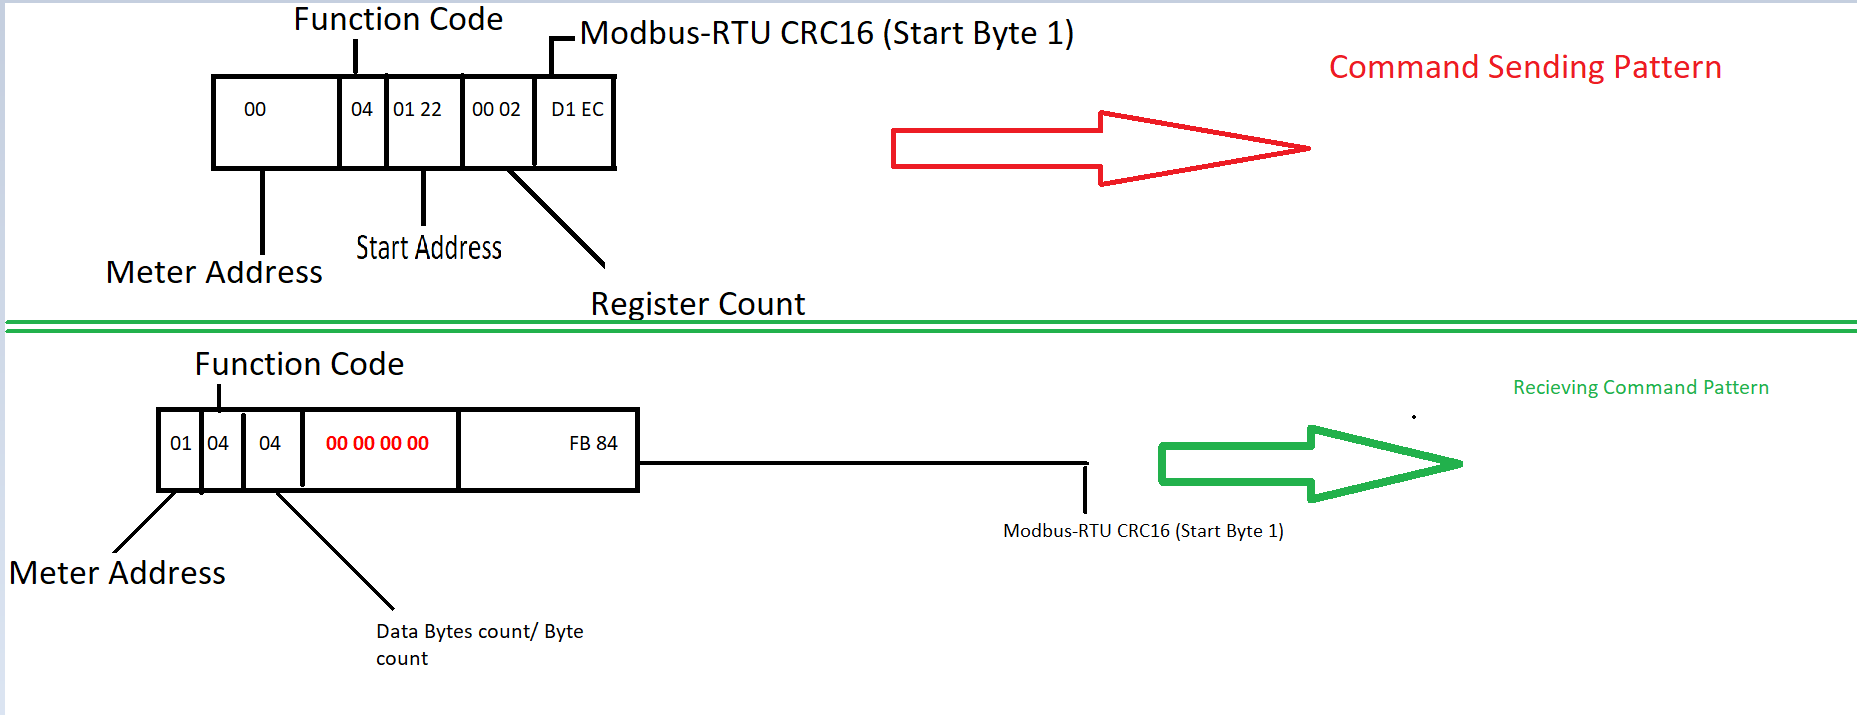 Function Code
Modbus-RTU CRC16 (Start Byte 1)
Command Sending Pattern
00 04 01 22 00 02 D1 EC
Start Address
Meter Address
Register Count
Function Code
Recieving Command Pattern
01 04 04 00 00 00 00 FB 84
Modbus-RTU CRC16 (Start Byte 1)
Meter Address
Data Bytes count/ Byte
count